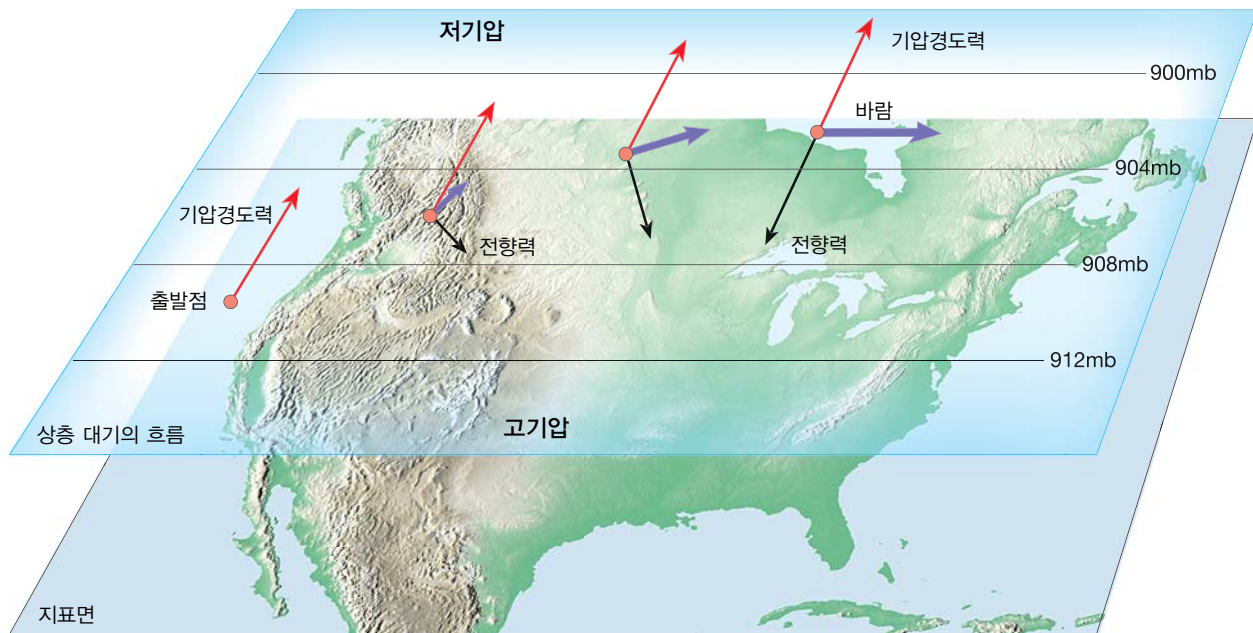 저기압
기압경도력
900mb
바람
904mb
기압경도력
전향력
전향력
908mb
출발점
912mb
고기압
상층 대기의 흐름
지표면